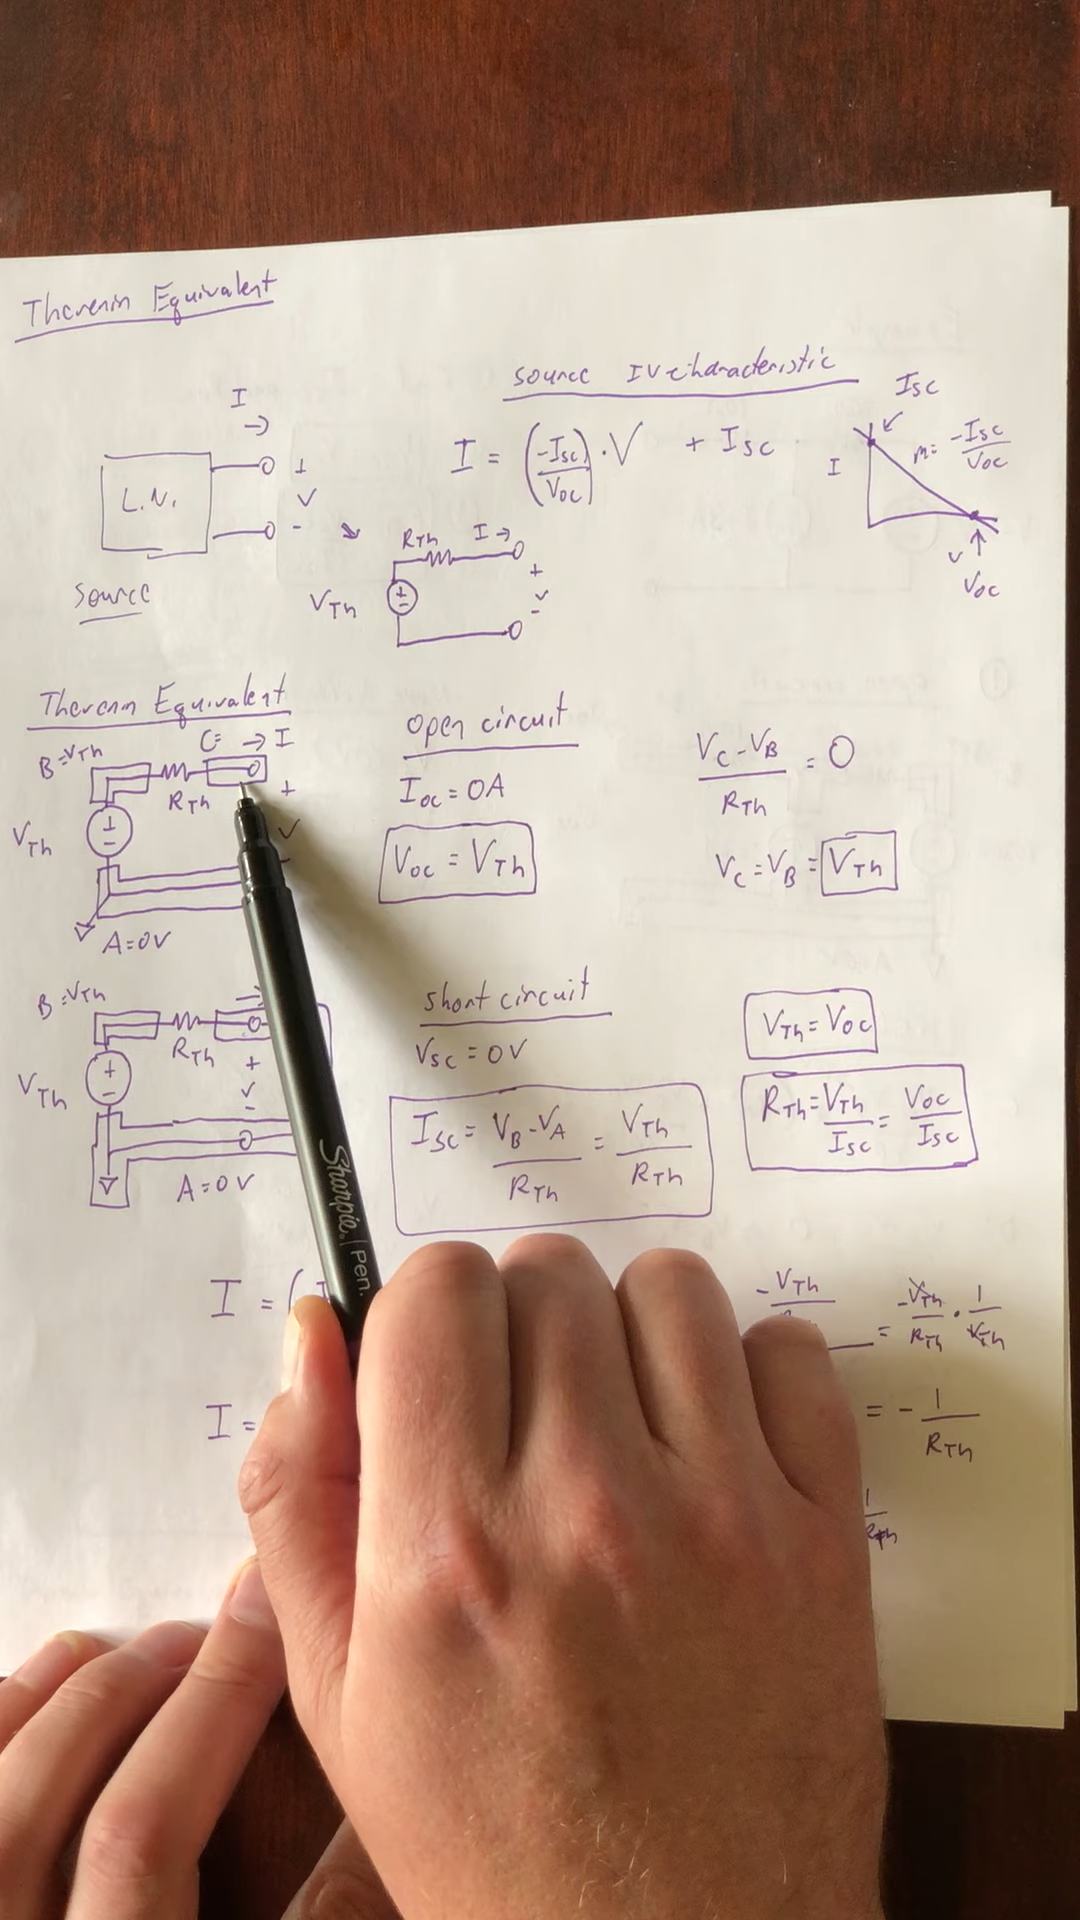 Thevenin Equivalent
source IV characteristic
I →
L.N.
+
V
-
Source
I = (-Isc/Voc) · V + Isc
Isc
I
m = -Isc/Voc
V
Voc
RTh I →
VTh
+
V
-
Thevenin Equivalent
B=VTh C= → I
RTh
VTh
+
V
-
A=0V
open circuit
Ioc = 0A
Voc = VTh
VC - VB / RTh = 0
VC = VB = VTh
B=VTh
RTh
VTh
+
V
-
A=0V
short circuit
Vsc = 0V
Isc = VB - VA / RTh = VTh / RTh
VTh = Voc
RTh = VTh / Isc = Voc / Isc
I = (
-VTh = -VTh / RTh · 1 / VTh
I = = - 1 / RTh
1 / RTh
Sharpie. | Pen.